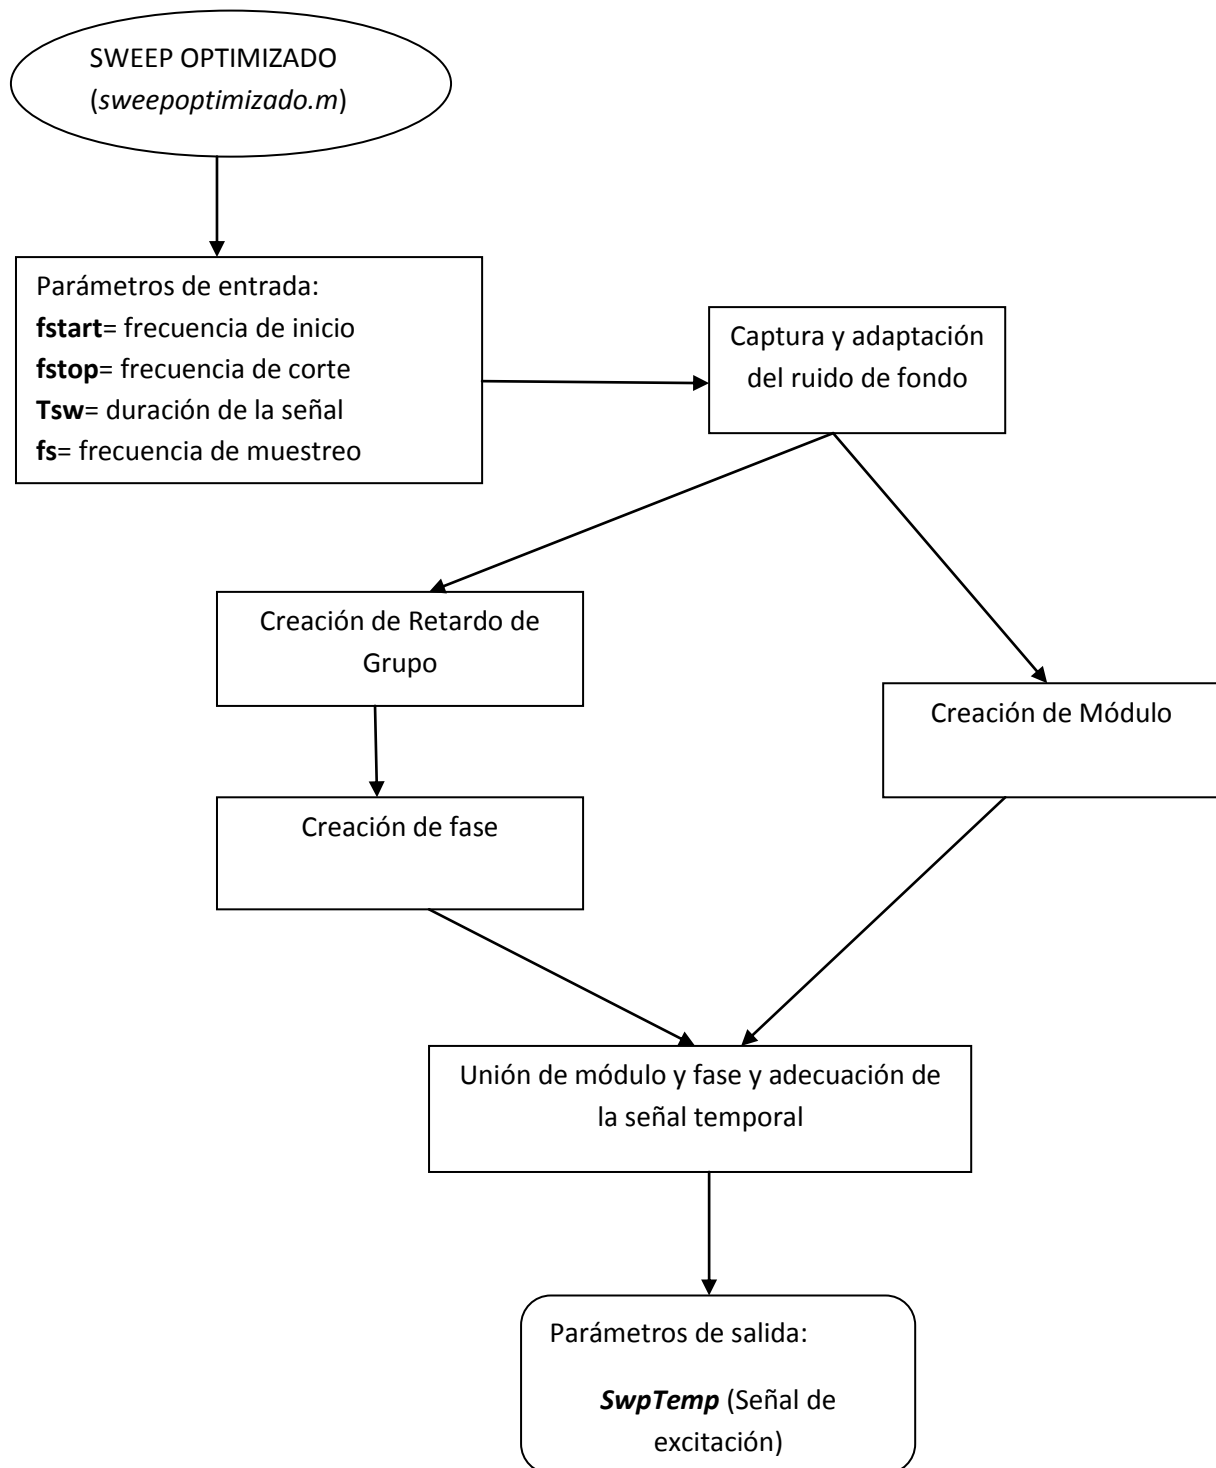 SWEEP OPTIMIZADO
(sweepoptimizado.m)
Parámetros de entrada:
fstart= frecuencia de inicio
fstop= frecuencia de corte
Tsw= duración de la señal
fs= frecuencia de muestreo
Captura y adaptación
del ruido de fondo
Creación de Retardo de
Grupo
Creación de Módulo
Creación de fase
Unión de módulo y fase y adecuación de
la señal temporal
Parámetros de salida:
SwpTemp (Señal de
excitación)